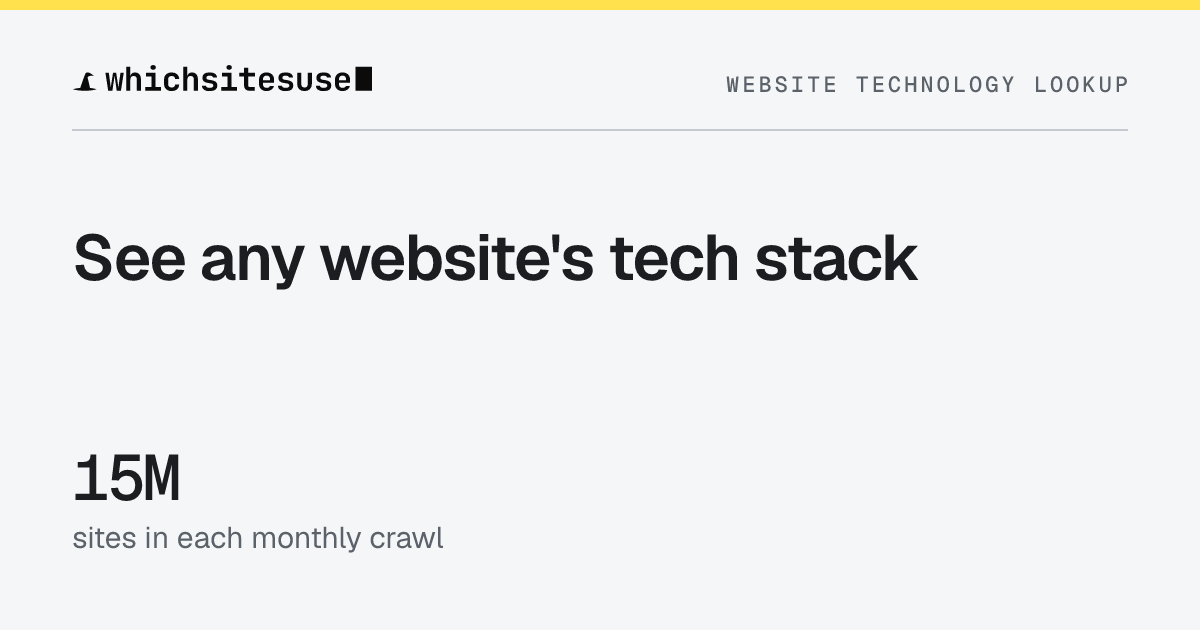 whichsitesuse
WEBSITE TECHNOLOGY LOOKUP
See any website's tech stack
15M
sites in each monthly crawl